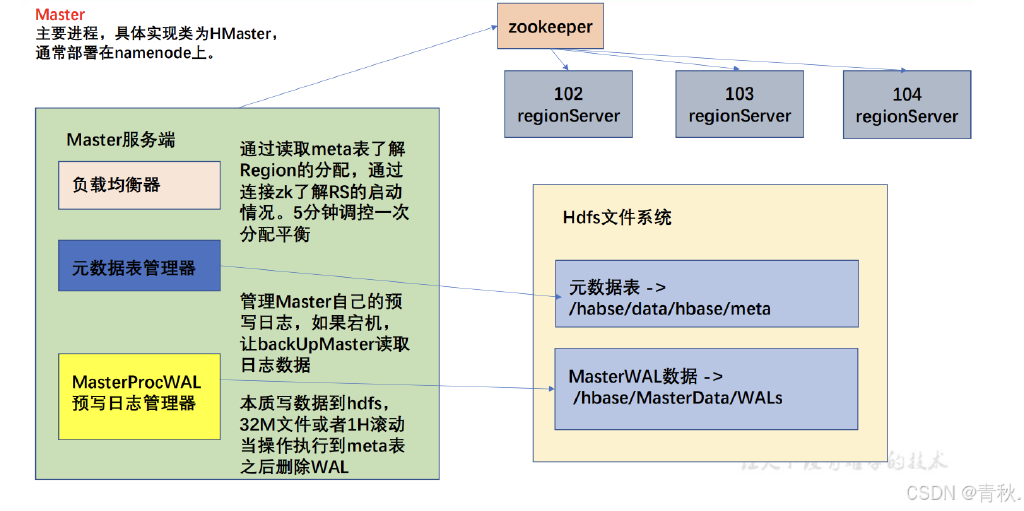 Master
主要进程，具体实现类为HMaster，
通常部署在namenode上。
zookeeper
102
regionServer
103
regionServer
104
regionServer
Master服务端
负载均衡器
通过读取meta表了解
Region的分配，通过
连接zk了解RS的启动
情况。5分钟调控一次
分配平衡
元数据表管理器
管理Master自己的预
写日志，如果宕机，
让backUpMaster读取
日志数据
MasterProcWAL
预写日志管理器
本质写数据到hdfs，
32M文件或者1H滚动
当操作执行到meta表
之后删除WAL
Hdfs文件系统
元数据表 ->
/habse/data/hbase/meta
MasterWAL数据 ->
/hbase/MasterData/WALs
的技术
CSDN @青秋.